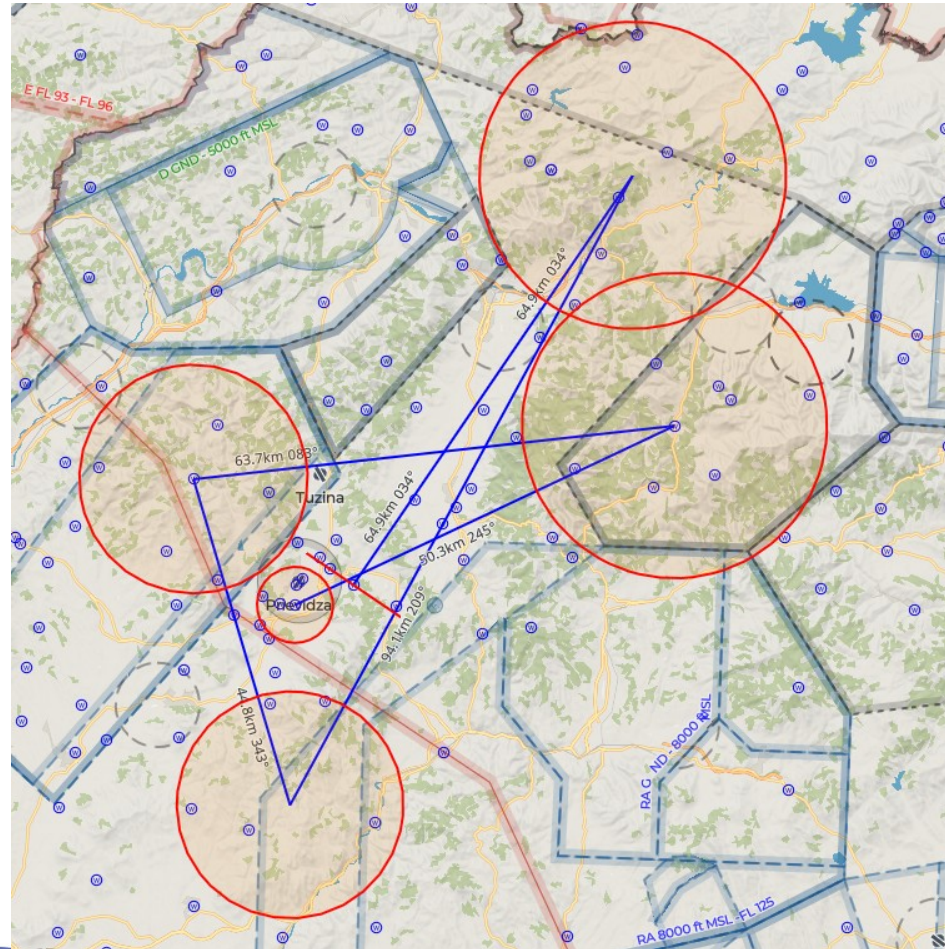 E FL 93 - FL 96
D GND - 5000 ft MSL
64.9km 034°
63.7km 083°
Tuzina
64.9km 034°
50.3km 245°
Prievidza
94.1km 209°
44.8km 343°
RA G ND - 8000 ft MSL
RA 8000 ft MSL -FL 125